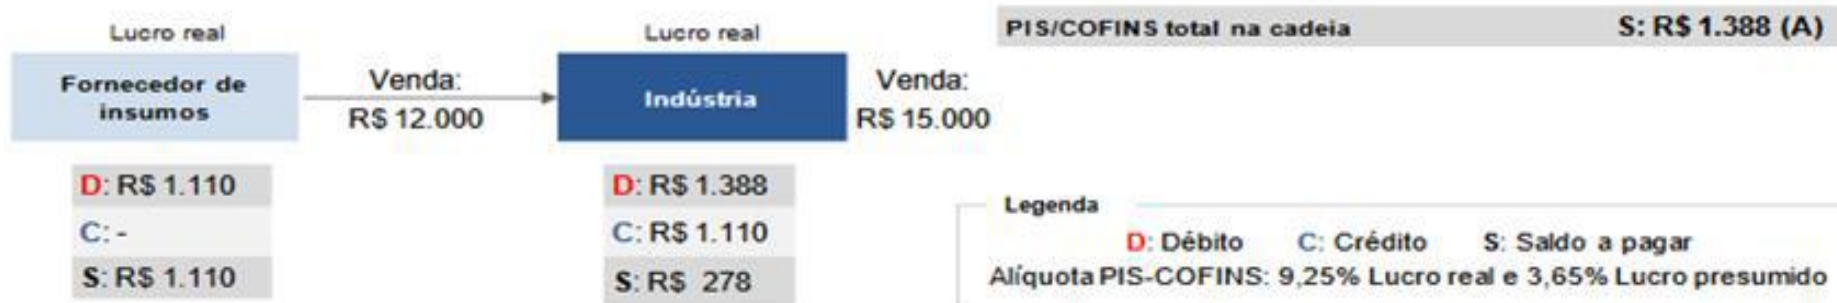 Lucro real
Fornecedor de
insumos
D: R$ 1.110
C: -
S: R$ 1.110
Venda:
R$ 12.000
Lucro real
Indústria
D: R$ 1.388
C: R$ 1.110
S: R$ 278
Venda:
R$ 15.000
PIS/COFINS total na cadeia S: R$ 1.388 (A)
Legenda
D: Débito C: Crédito S: Saldo a pagar
Alíquota PIS-COFINS: 9,25% Lucro real e 3,65% Lucro presumido